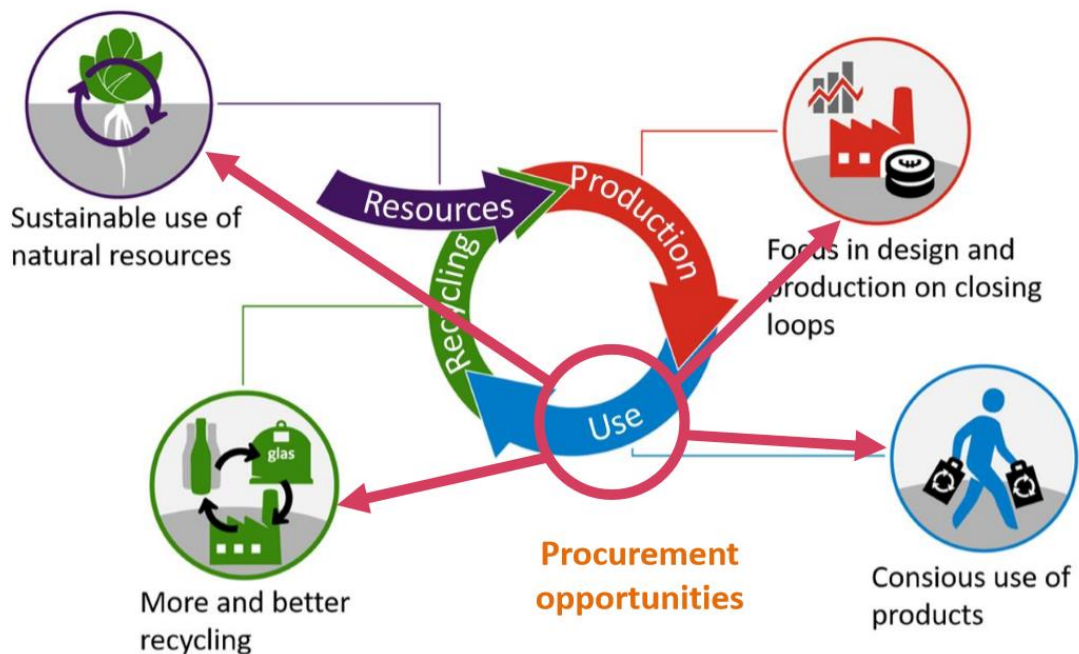 Sustainable use of
natural resources
Resources
Production
Focus in design and
production on closing
loops
Recycling
Use
glas
More and better
recycling
Procurement
opportunities
Consious use of
products